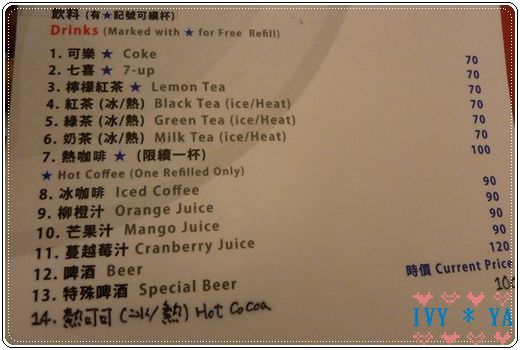 飲料 (有★記號可續杯)
Drinks (Marked with ★ for Free Refill)
1. 可樂 ★ Coke 70
2. 七喜 ★ 7-up 70
3. 檸檬紅茶 ★ Lemon Tea 70
4. 紅茶 (冰/熱) Black Tea (ice/Heat) 70
5. 綠茶 (冰/熱) Green Tea (ice/Heat) 70
6. 奶茶 (冰/熱) Milk Tea (ice/Heat) 70
7. 熱咖啡 ★ (限續一杯) 100
★ Hot Coffee (One Refilled Only)
8. 冰咖啡 Iced Coffee 90
9. 柳橙汁 Orange Juice 90
10. 芒果汁 Mango Juice 90
11. 蔓越莓汁 Cranberry Juice 120
12. 啤酒 Beer 時價 Current Price
13. 特殊啤酒 Special Beer
14. 熱可可 (冰/熱) Hot Cocoa
IVY * YA